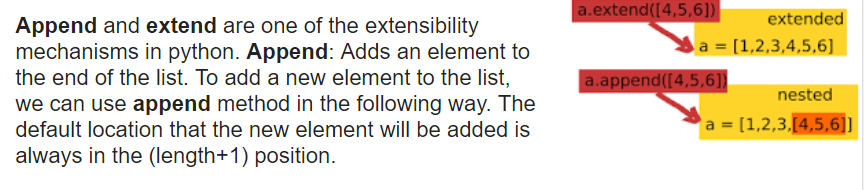 Append and extend are one of the extensibility
mechanisms in python. Append: Adds an element to
the end of the list. To add a new element to the list,
we can use append method in the following way. The
default location that the new element will be added is
always in the (length+1) position.
a.extend([4,5,6])
extended
a = [1,2,3,4,5,6]
a.append([4,5,6])
nested
a = [1,2,3,[4,5,6]]